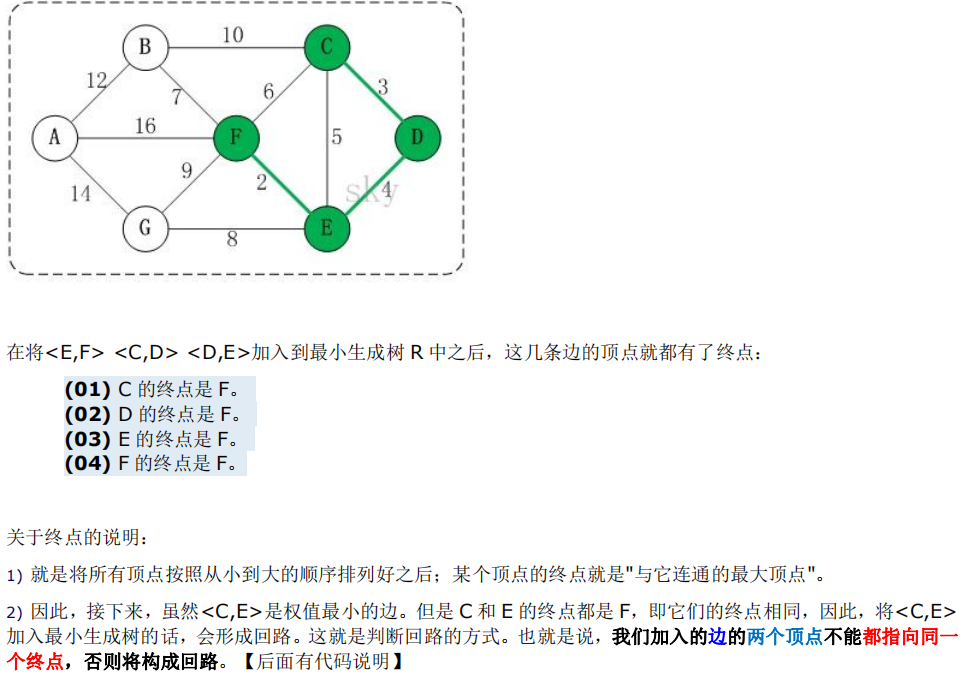 B
10
C
12
7
6
3
A
16
F
5
D
9
2
sky
4
14
G
8
E
在将<E,F> <C,D> <D,E>加入到最小生成树 R 中之后，这几条边的顶点就都有了终点：
(01) C 的终点是 F。
(02) D 的终点是 F。
(03) E 的终点是 F。
(04) F 的终点是 F。
关于终点的说明：
1) 就是将所有顶点按照从小到大的顺序排列好之后；某个顶点的终点就是"与它连通的最大顶点"。
2) 因此，接下来，虽然<C,E>是权值最小的边。但是 C 和 E 的终点都是 F，即它们的终点相同，因此，将<C,E>
加入最小生成树的话，会形成回路。这就是判断回路的方式。也就是说，我们加入的边的两个顶点不能都指向同一
个终点，否则将构成回路。【后面有代码说明】